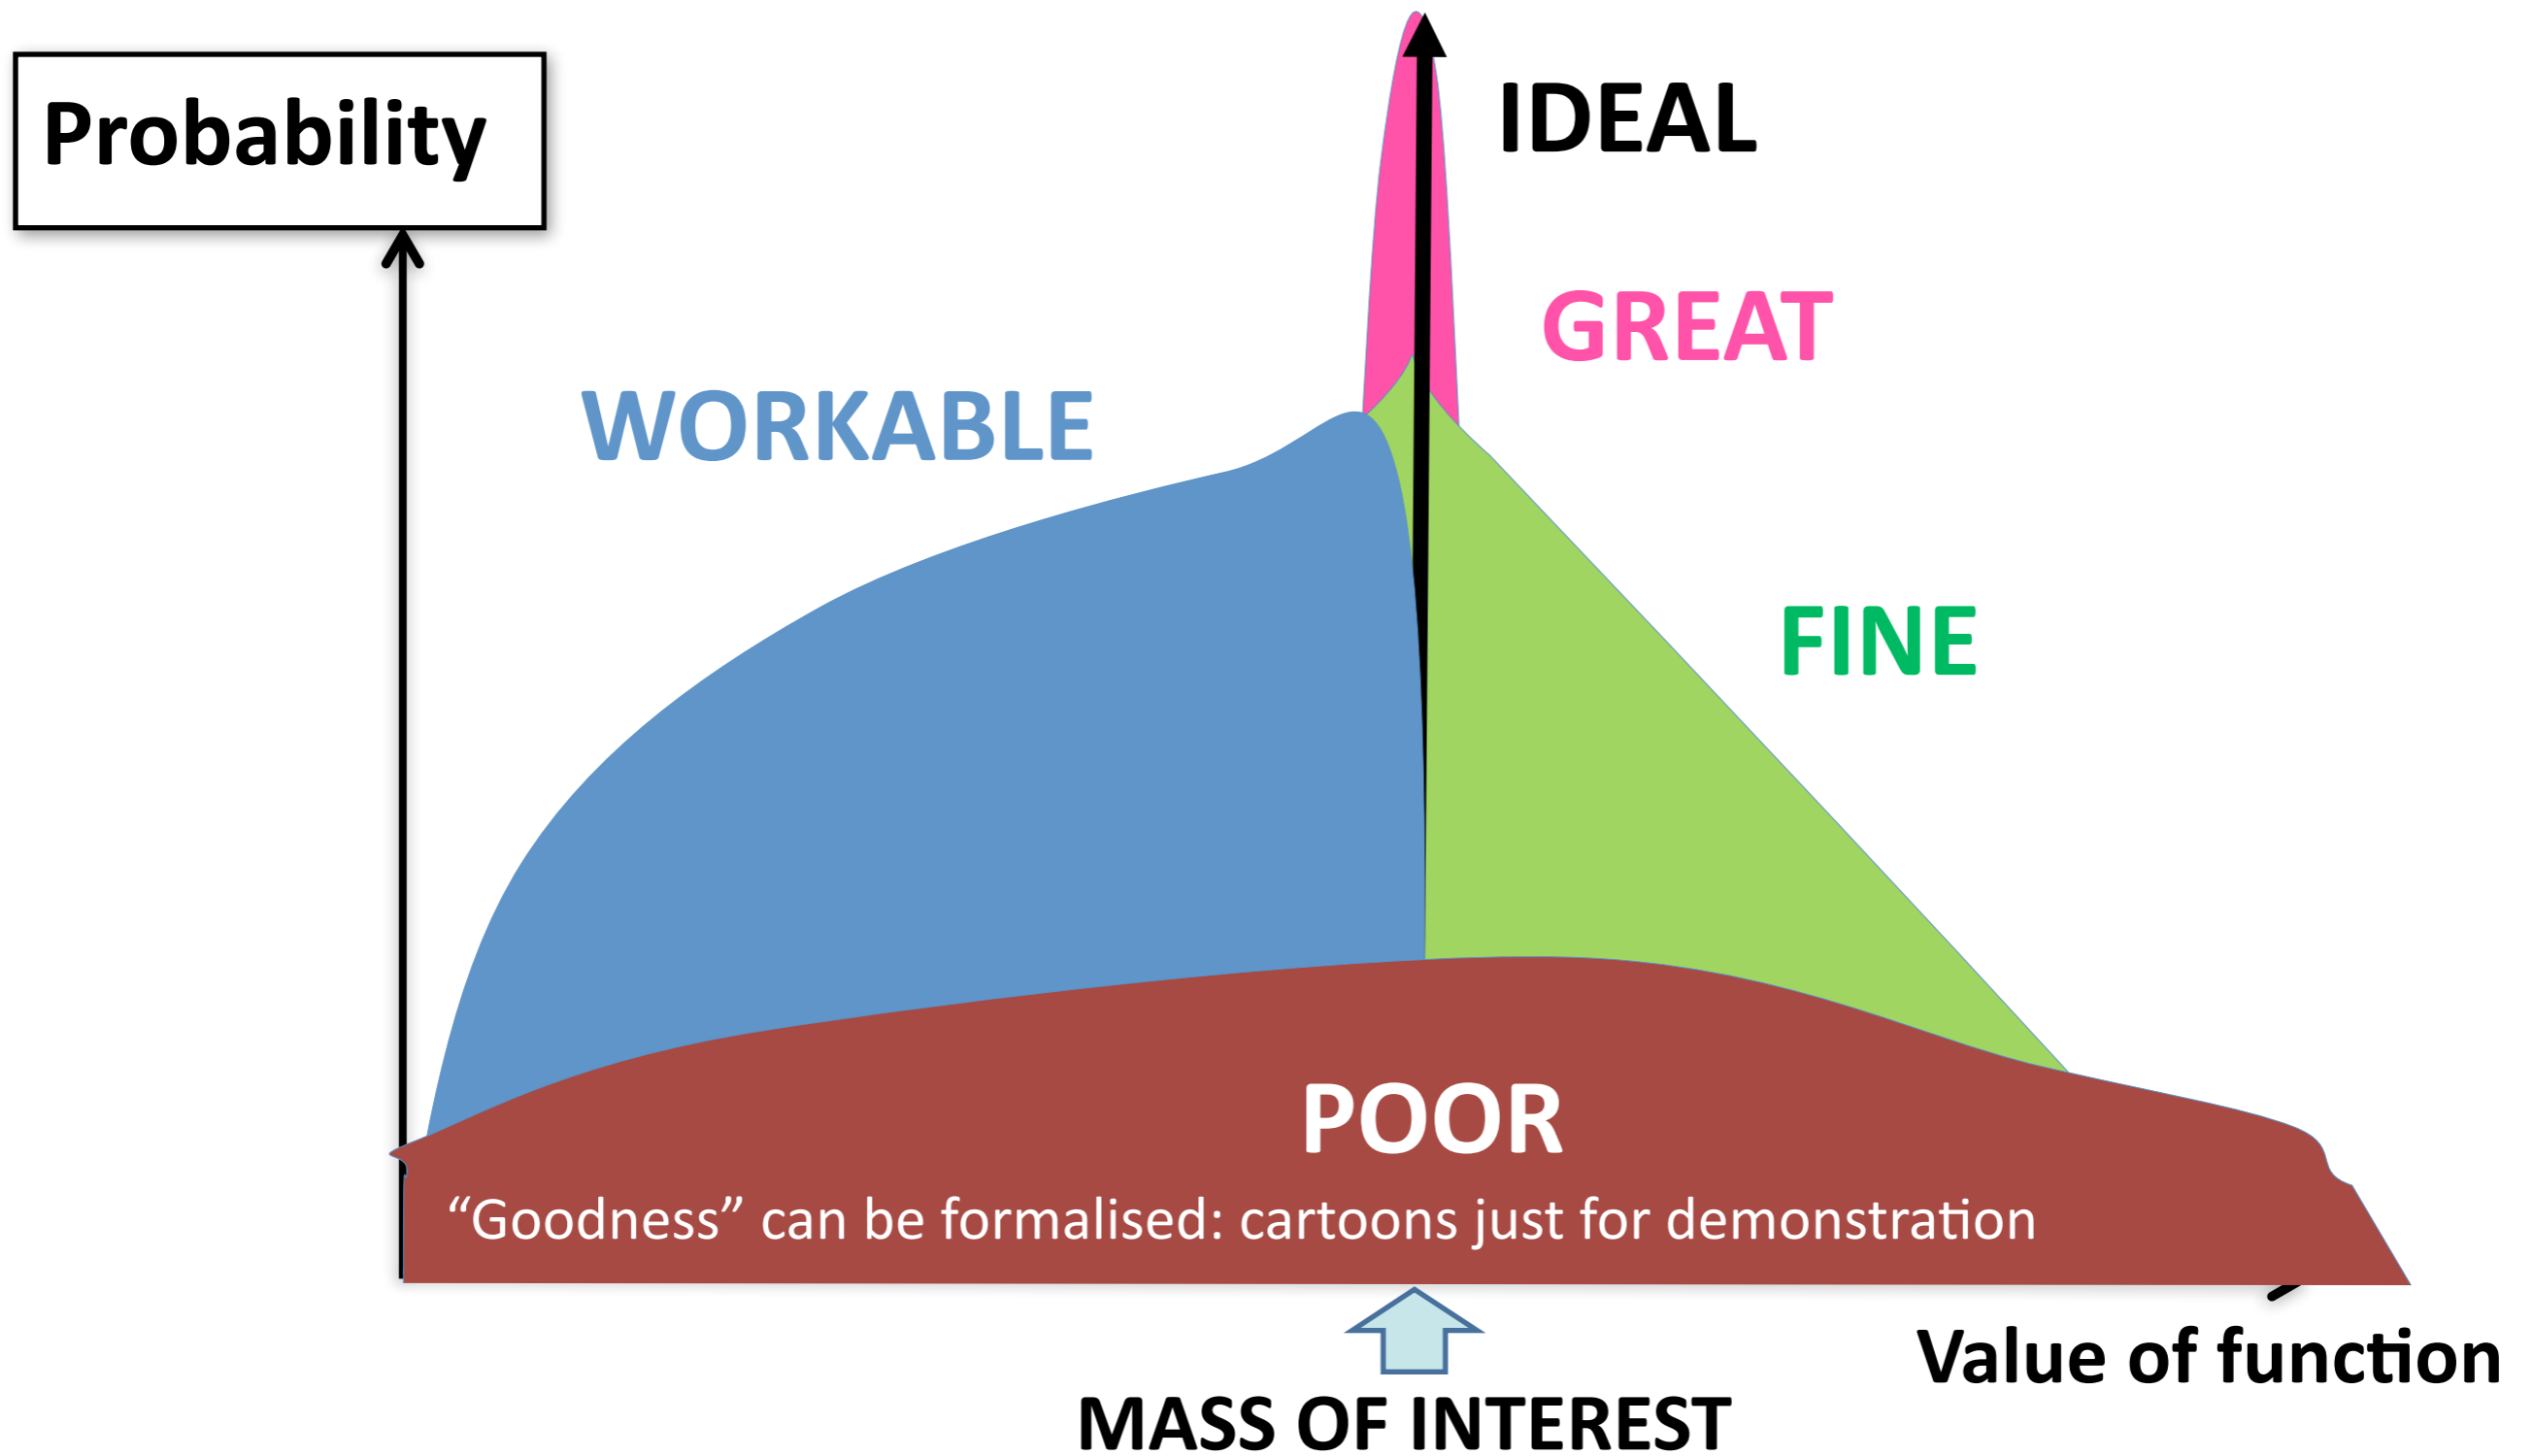 Probability
IDEAL
GREAT
WORKABLE
FINE
POOR
“Goodness” can be formalised: cartoons just for demonstration
Value of function
MASS OF INTEREST